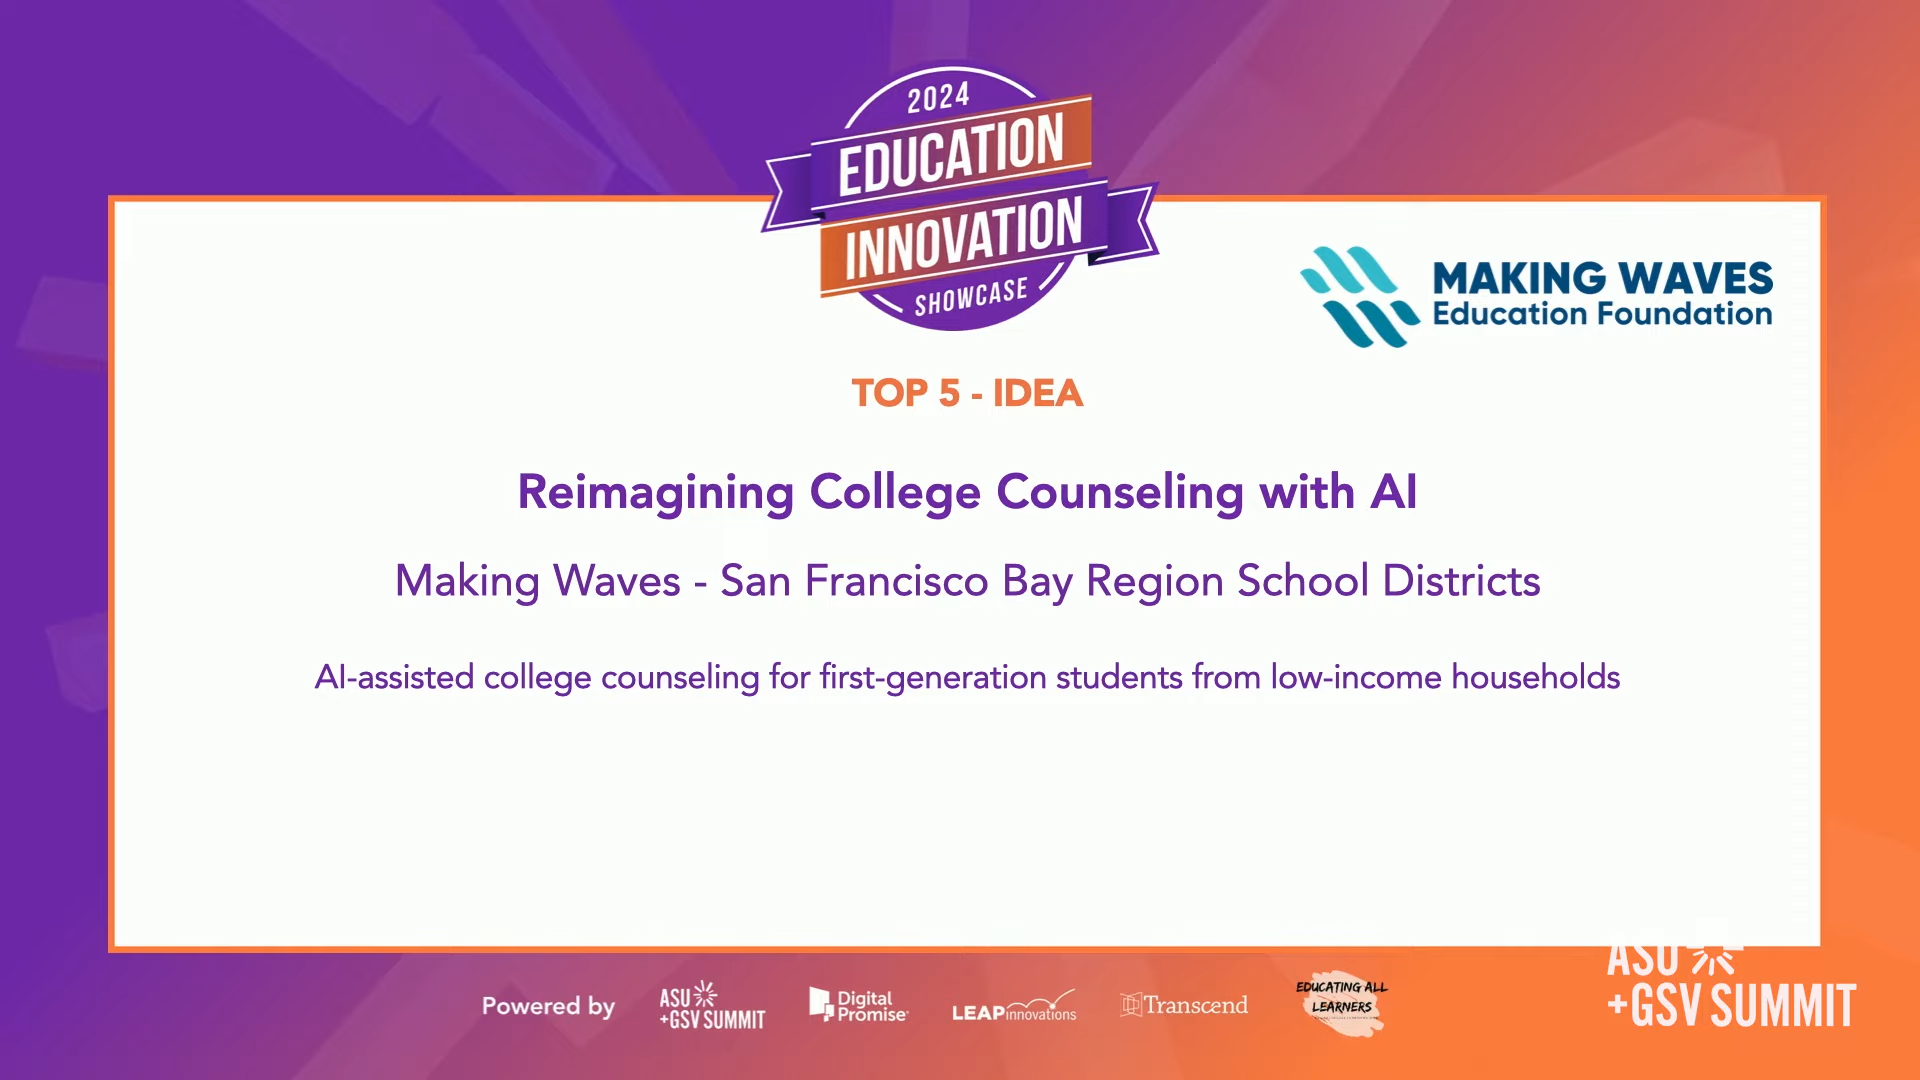 2024
EDUCATION
INNOVATION
SHOWCASE
MAKING WAVES
Education Foundation
TOP 5 - IDEA
Reimagining College Counseling with AI
Making Waves - San Francisco Bay Region School Districts
AI-assisted college counseling for first-generation students from low-income households
Powered by
ASU
+GSV SUMMIT
Digital
Promise
LEAP innovations
Transcend
EDUCATING ALL
LEARNERS
ASU
+GSV SUMMIT